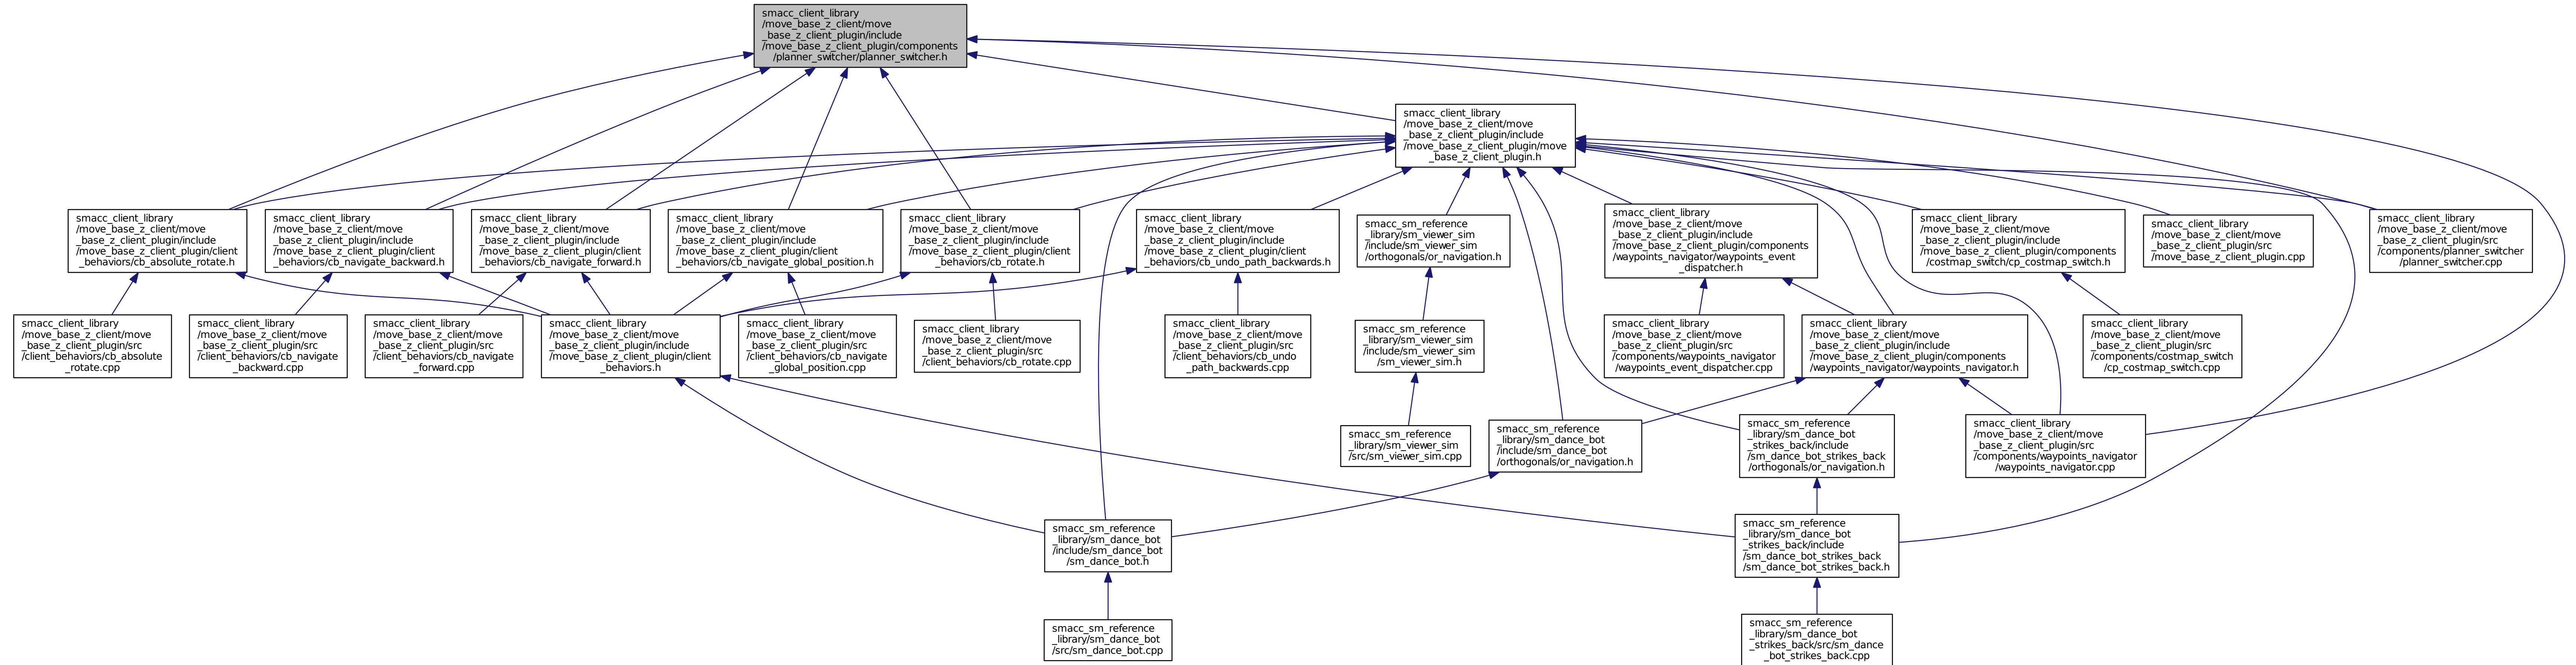 smacc_client_library
/move_base_z_client/move
_base_z_client_plugin/include
/move_base_z_client_plugin/components
/planner_switcher/planner_switcher.h
smacc_client_library
/move_base_z_client/move
_base_z_client_plugin/include
/move_base_z_client_plugin/move
_base_z_client_plugin.h
smacc_client_library
/move_base_z_client/move
_base_z_client_plugin/include
/move_base_z_client_plugin/client
_behaviors/cb_absolute_rotate.h
smacc_client_library
/move_base_z_client/move
_base_z_client_plugin/include
/move_base_z_client_plugin/client
_behaviors/cb_navigate_backward.h
smacc_client_library
/move_base_z_client/move
_base_z_client_plugin/include
/move_base_z_client_plugin/client
_behaviors/cb_navigate_forward.h
smacc_client_library
/move_base_z_client/move
_base_z_client_plugin/include
/move_base_z_client_plugin/client
_behaviors/cb_navigate_global_position.h
smacc_client_library
/move_base_z_client/move
_base_z_client_plugin/include
/move_base_z_client_plugin/client
_behaviors/cb_rotate.h
smacc_client_library
/move_base_z_client/move
_base_z_client_plugin/include
/move_base_z_client_plugin/client
_behaviors/cb_undo_path_backwards.h
smacc_sm_reference
_library/sm_viewer_sim
/include/sm_viewer_sim
/orthogonals/or_navigation.h
smacc_client_library
/move_base_z_client/move
_base_z_client_plugin/include
/move_base_z_client_plugin/components
/waypoints_navigator/waypoints_event
_dispatcher.h
smacc_client_library
/move_base_z_client/move
_base_z_client_plugin/include
/move_base_z_client_plugin/components
/costmap_switch/cp_costmap_switch.h
smacc_client_library
/move_base_z_client/move
_base_z_client_plugin/src
/move_base_z_client_plugin.cpp
smacc_client_library
/move_base_z_client/move
_base_z_client_plugin/src
/components/planner_switcher
/planner_switcher.cpp
smacc_client_library
/move_base_z_client/move
_base_z_client_plugin/src
/client_behaviors/cb_absolute
_rotate.cpp
smacc_client_library
/move_base_z_client/move
_base_z_client_plugin/src
/client_behaviors/cb_navigate
_backward.cpp
smacc_client_library
/move_base_z_client/move
_base_z_client_plugin/src
/client_behaviors/cb_navigate
_forward.cpp
smacc_client_library
/move_base_z_client/move
_base_z_client_plugin/include
/move_base_z_client_plugin/client
_behaviors.h
smacc_client_library
/move_base_z_client/move
_base_z_client_plugin/src
/client_behaviors/cb_navigate
_global_position.cpp
smacc_client_library
/move_base_z_client/move
_base_z_client_plugin/src
/client_behaviors/cb_rotate.cpp
smacc_client_library
/move_base_z_client/move
_base_z_client_plugin/src
/client_behaviors/cb_undo
_path_backwards.cpp
smacc_sm_reference
_library/sm_viewer_sim
/include/sm_viewer_sim
/sm_viewer_sim.h
smacc_client_library
/move_base_z_client/move
_base_z_client_plugin/src
/components/waypoints_navigator
/waypoints_event_dispatcher.cpp
smacc_client_library
/move_base_z_client/move
_base_z_client_plugin/include
/move_base_z_client_plugin/components
/waypoints_navigator/waypoints_navigator.h
smacc_client_library
/move_base_z_client/move
_base_z_client_plugin/src
/components/costmap_switch
/cp_costmap_switch.cpp
smacc_sm_reference
_library/sm_viewer_sim
/src/sm_viewer_sim.cpp
smacc_sm_reference
_library/sm_dance_bot
/include/sm_dance_bot
/orthogonals/or_navigation.h
smacc_sm_reference
_library/sm_dance_bot
_strikes_back/include
/sm_dance_bot_strikes_back
/orthogonals/or_navigation.h
smacc_client_library
/move_base_z_client/move
_base_z_client_plugin/src
/components/waypoints_navigator
/waypoints_navigator.cpp
smacc_sm_reference
_library/sm_dance_bot
/include/sm_dance_bot
/sm_dance_bot.h
smacc_sm_reference
_library/sm_dance_bot
_strikes_back/include
/sm_dance_bot_strikes_back
/sm_dance_bot_strikes_back.h
smacc_sm_reference
_library/sm_dance_bot
/src/sm_dance_bot.cpp
smacc_sm_reference
_library/sm_dance_bot
_strikes_back/src/sm_dance
_bot_strikes_back.cpp